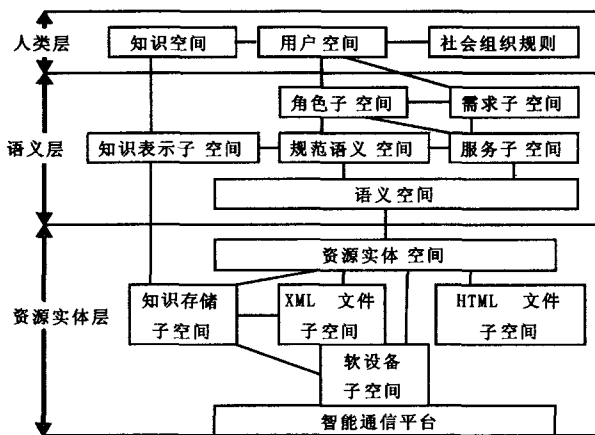 人类层
知识空间
用户空间
社会组织规则
角色子空间
需求子空间
语义层
知识表示子空间
规范语义空间
服务子空间
语义空间
资源实体空间
资源实体层
知识存储
子空间
XML 文件
子空间
HTML 文件
子空间
软设备
子空间
智能通信平台